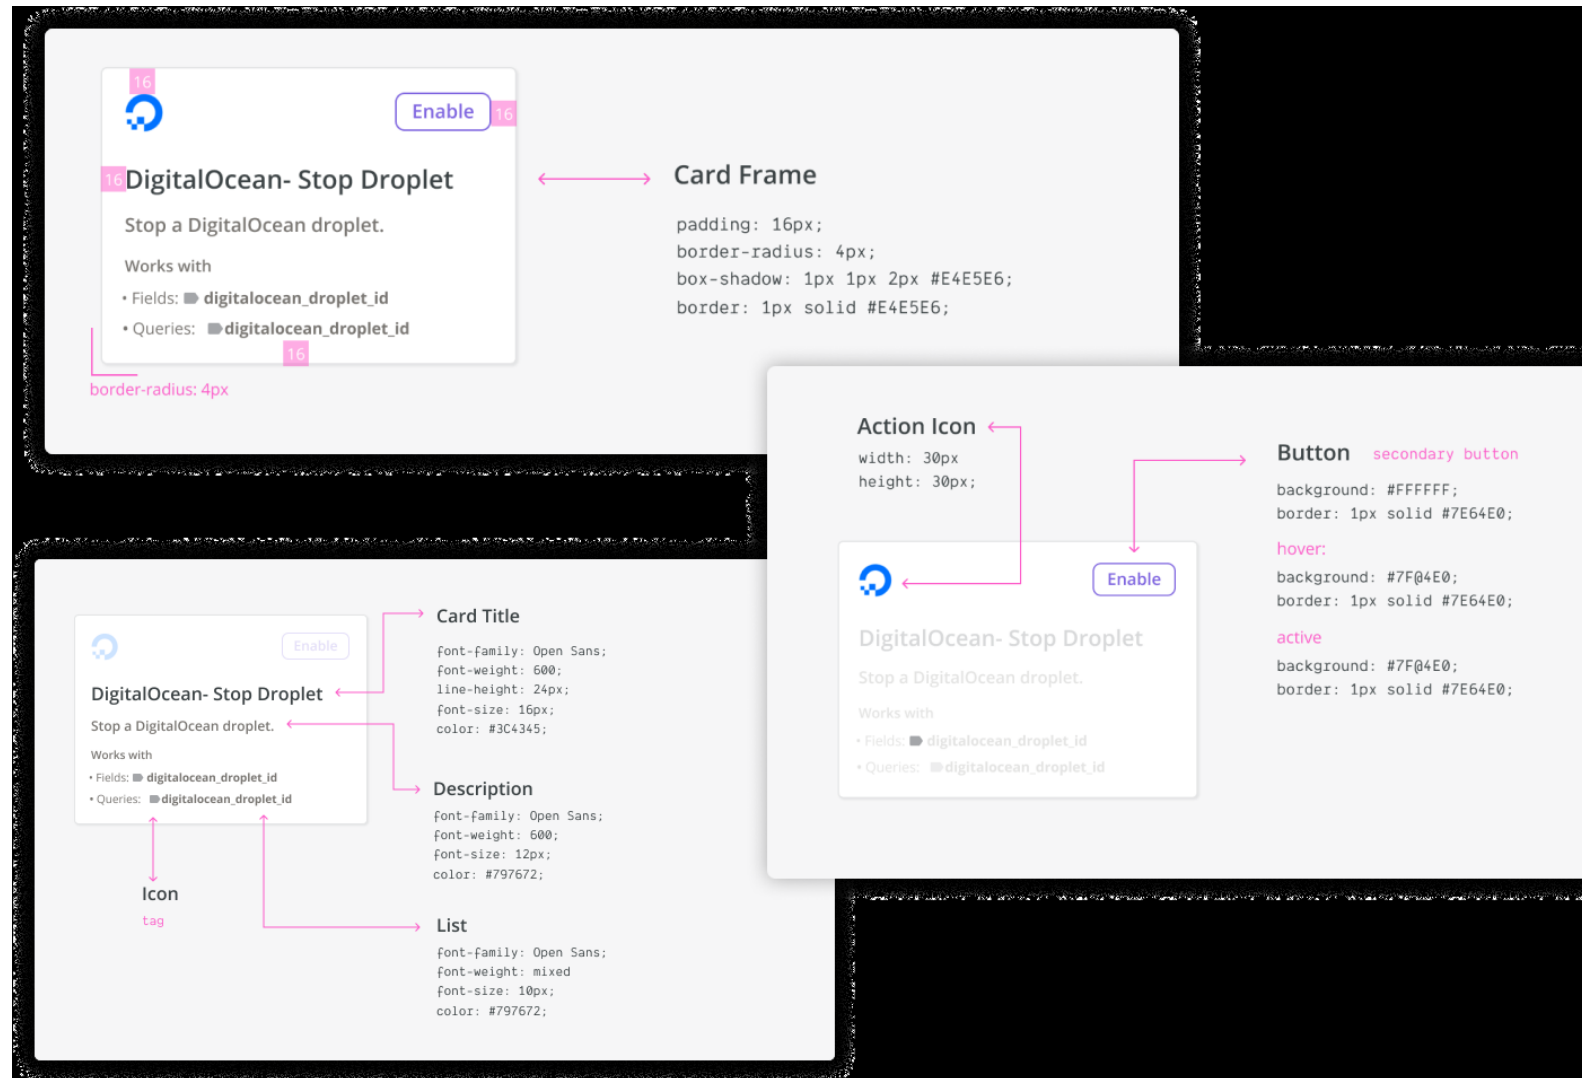 16
Enable
16
16
DigitalOcean- Stop Droplet
Stop a DigitalOcean droplet.
Works with
• Fields: digitalocean_droplet_id
• Queries: digitalocean_droplet_id
16
border-radius: 4px
Card Frame
padding: 16px;
border-radius: 4px;
box-shadow: 1px 1px 2px #E4E5E6;
border: 1px solid #E4E5E6;
Action Icon
width: 30px
height: 30px;
Enable
DigitalOcean- Stop Droplet
Stop a DigitalOcean droplet.
Works with
• Fields: digitalocean_droplet_id
• Queries: digitalocean_droplet_id
Button secondary button
background: #FFFFFF;
border: 1px solid #7E64E0;
hover:
background: #7F@4E0;
border: 1px solid #7E64E0;
active
background: #7F@4E0;
border: 1px solid #7E64E0;
Enable
DigitalOcean- Stop Droplet
Stop a DigitalOcean droplet.
Works with
• Fields: digitalocean_droplet_id
• Queries: digitalocean_droplet_id
Icon
tag
Card Title
font-family: Open Sans;
font-weight: 600;
line-height: 24px;
font-size: 16px;
color: #3C4345;
Description
font-family: Open Sans;
font-weight: 600;
font-size: 12px;
color: #797672;
List
font-family: Open Sans;
font-weight: mixed
font-size: 10px;
color: #797672;